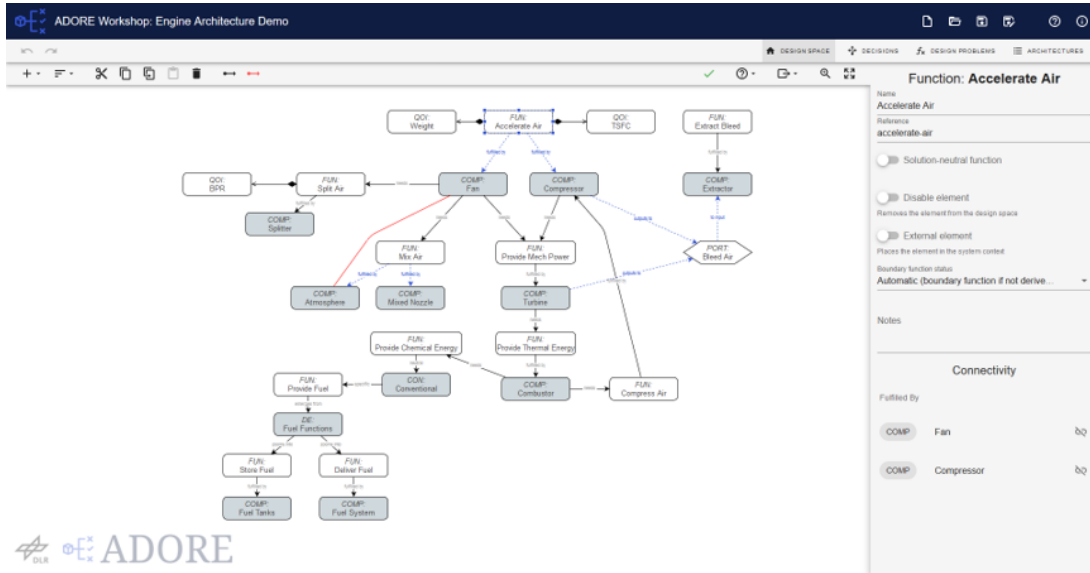 ADORE Workshop: Engine Architecture Demo
DESIGN SPACE
DECISIONS
DESIGN PROBLEMS
ARCHITECTURES
QOI:
Weight
FUN:
Accelerate Air
QOI:
TSFC
FUN:
Extract Bleed
QOI:
BPR
FUN:
Split Air
COMP:
Fan
COMP:
Compressor
COMP:
Extractor
COMP:
Splitter
FUN:
Mix Air
FUN:
Provide Mech Power
PORT:
Bleed Air
COMP:
Atmosphere
COMP:
Mixed Nozzle
COMP:
Turbine
FUN:
Provide Chemical Energy
FUN:
Provide Thermal Energy
FUN:
Provide Fuel
CON:
Conventional
COMP:
Combustor
FUN:
Compress Air
DE:
Fuel Functions
FUN:
Store Fuel
FUN:
Deliver Fuel
COMP:
Fuel Tanks
COMP:
Fuel System
DLR
ADORE
Function: Accelerate Air
Name
Accelerate Air
Reference
accelerate-air
Solution-neutral function
Disable element
Removes the element from the design space
External element
Places the element in the system context
Boundary function status
Automatic (boundary function if not derive...
Notes
Connectivity
Fulfilled By
COMP Fan
COMP Compressor